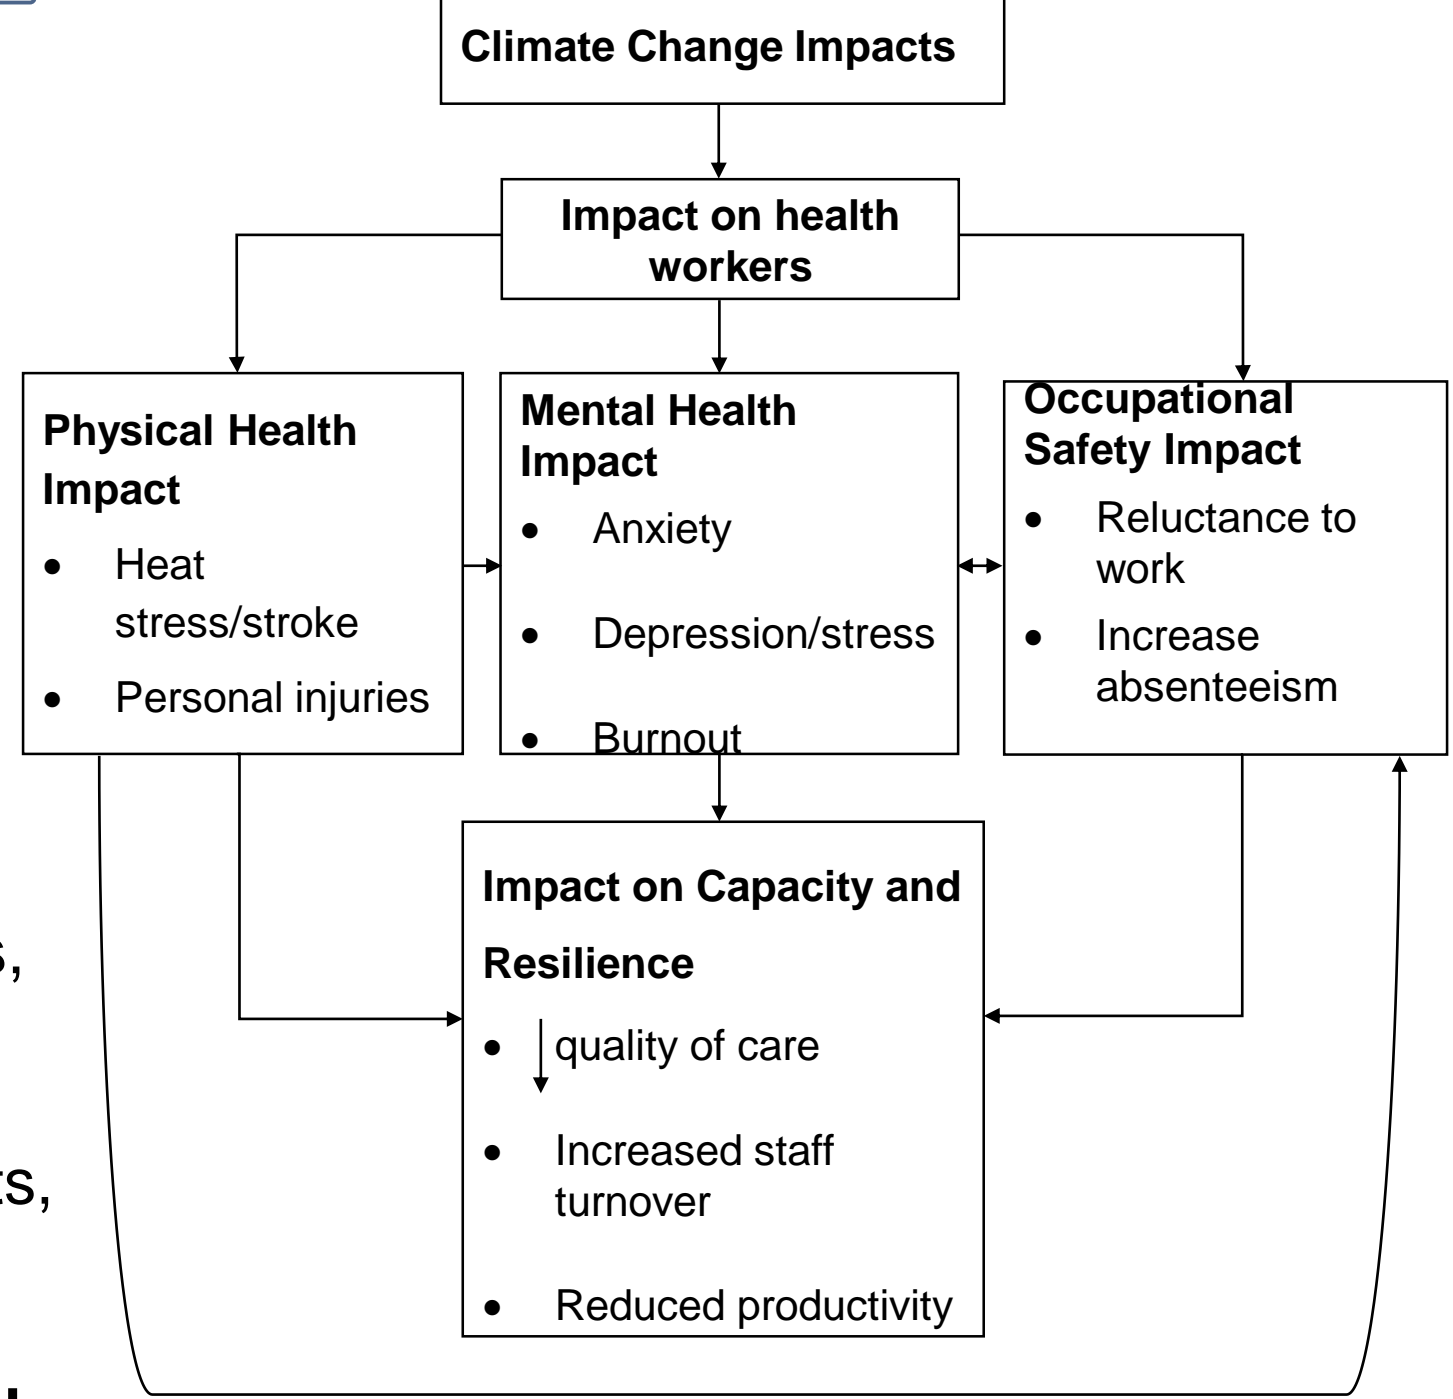 Climate Change Impacts
Impact on health
workers
Physical Health
Impact
• Heat
stress/stroke
• Personal injuries
Mental Health
Impact
• Anxiety
• Depression/stress
• Burnout
Occupational
Safety Impact
• Reluctance to
work
• Increase
absenteeism
Impact on Capacity and
Resilience
• ↓ quality of care
• Increased staff
turnover
• Reduced productivity
s,
ts,